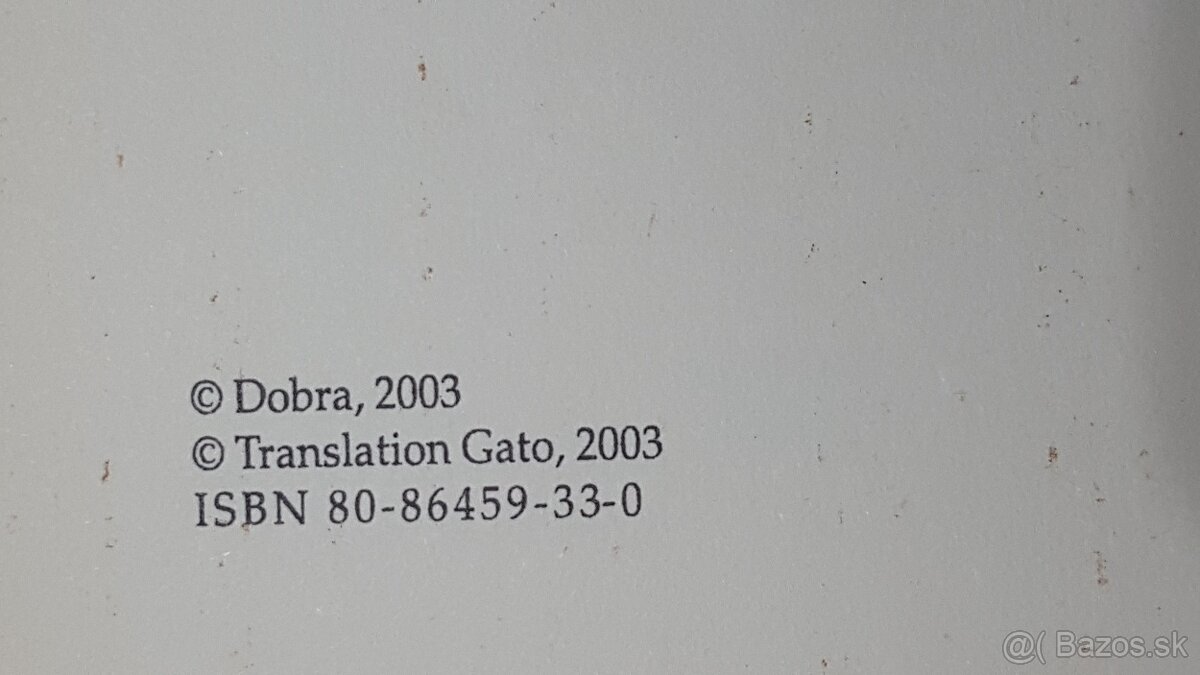 © Dobra, 2003
© Translation Gato, 2003
ISBN 80-86459-33-0
@( Bazos.sk